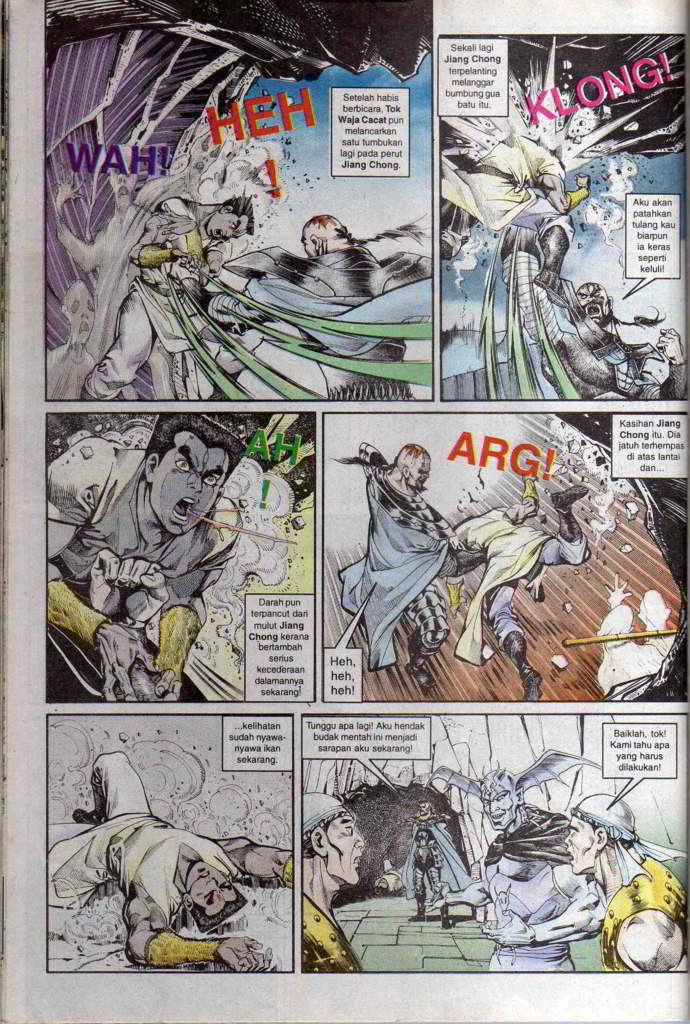 WAH!
HEH
!
Setelah habis
berbicara, Tok
Waja Cacat pun
melancarkan
satu tumbukan
lagi pada perut
Jiang Chong.
Sekali lagi
Jiang Chong
terpelanting
melanggar
bumbung gua
batu itu.
KLONG!
Aku akan
patahkan
tulang kau
biarpun
ia keras
seperti
keluli!
AH
!
Darah pun
terpancut dari
mulut Jiang
Chong kerana
bertambah
serius
kecederaan
dalamannya
sekarang!
ARG!
Kasihan Jiang
Chong itu. Dia
jatuh terhempas
di atas lantai
dan...
Heh,
heh,
heh!
...kelihatan
sudah nyawa-
nyawa ikan
sekarang.
Tunggu apa lagi! Aku hendak
budak mentah ini menjadi
sarapan aku sekarang!
Baiklah, tok!
Kami tahu apa
yang harus
dilakukan!